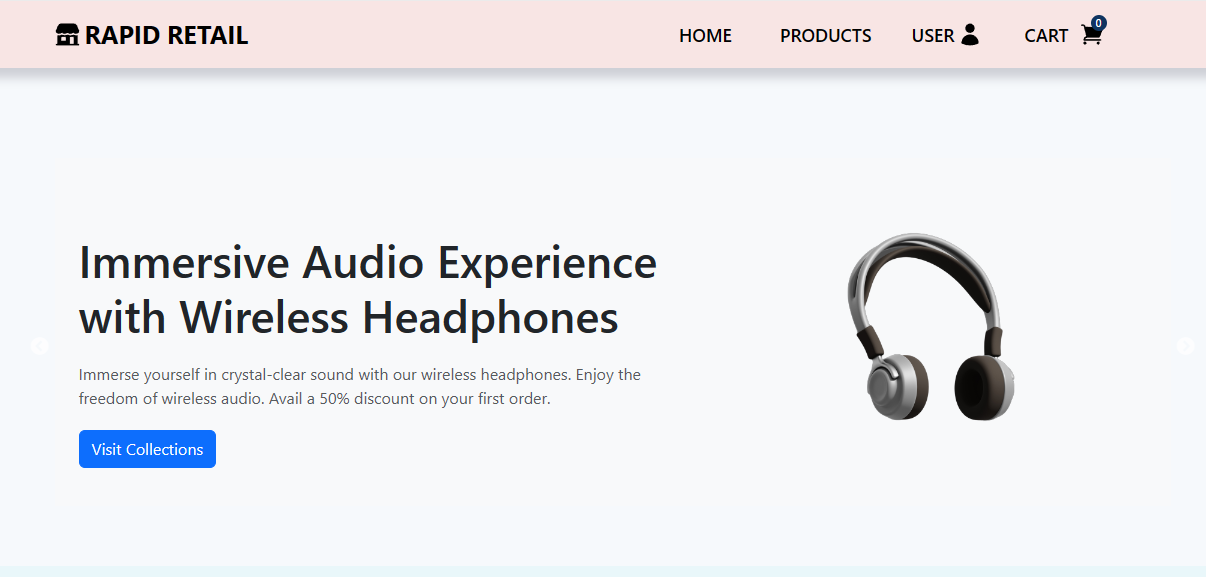 RAPID RETAIL
HOME
PRODUCTS
USER
CART
0
Immersive Audio Experience
with Wireless Headphones
Immerse yourself in crystal-clear sound with our wireless headphones. Enjoy the
freedom of wireless audio. Avail a 50% discount on your first order.
Visit Collections